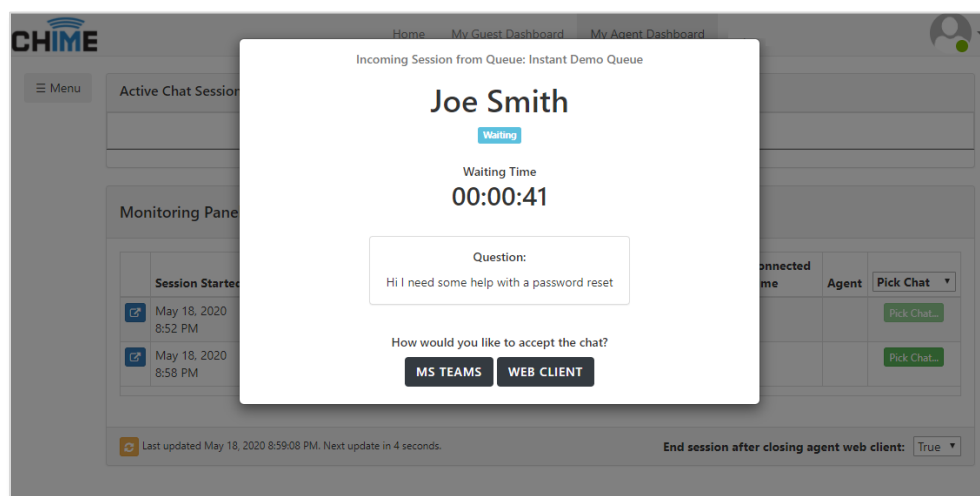 CHIME
Home My Guest Dashboard My Agent Dashboard
Incoming Session from Queue: Instant Demo Queue
☰ Menu
Active Chat Session
Joe Smith
Waiting
Waiting Time
00:00:41
Monitoring Pane
Question:
Hi I need some help with a password reset
Session Started
onnected
me
Agent
Pick Chat
May 18, 2020
8:52 PM
Pick Chat...
How would you like to accept the chat?
May 18, 2020
8:58 PM
Pick Chat...
MS TEAMS WEB CLIENT
Last updated May 18, 2020 8:59:08 PM. Next update in 4 seconds.
End session after closing agent web client: True